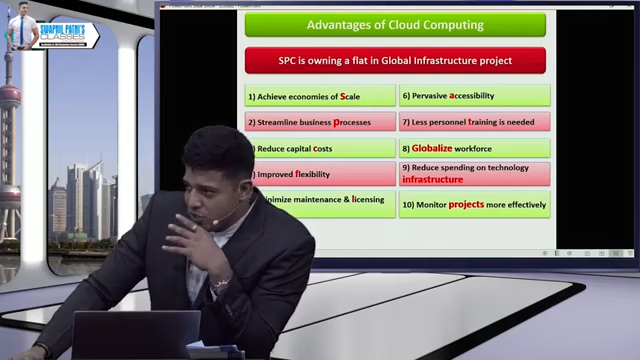 SWAPNIL PATNI'S
CLASSES
Advantages of Cloud Computing
SPC is owning a flat in Global Infrastructure project
1) Achieve economies of Scale
6) Pervasive accessibility
2) Streamline business processes
7) Less personnel training is needed
) Reduce capital costs
8) Globalize workforce
) Improved flexibility
9) Reduce spending on technology
infrastructure
inimize maintenance & licensing
10) Monitor projects more effectively